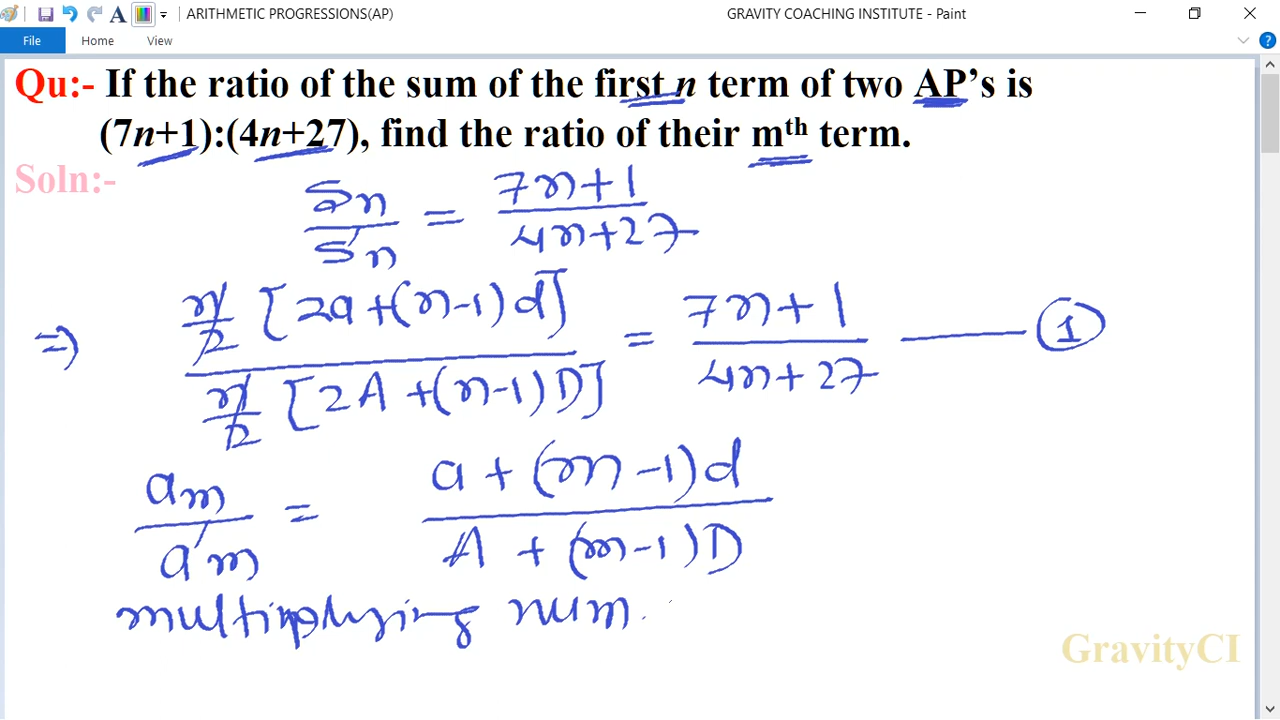 ARITHMETIC PROGRESSIONS(AP)
GRAVITY COACHING INSTITUTE - Paint
File Home View
Qu:- If the ratio of the sum of the first n term of two AP's is
(7n+1):(4n+27), find the ratio of their mth term.
Soln:-
Sn/S'n = 7n+1/4n+27
=> n/2 [2a+(n-1)d] / n/2 [2A+(n-1)D] = 7n+1/4n+27 —— 1
am/a'm = a+(m-1)d / A+(m-1)D
multiplying num.
GravityCI